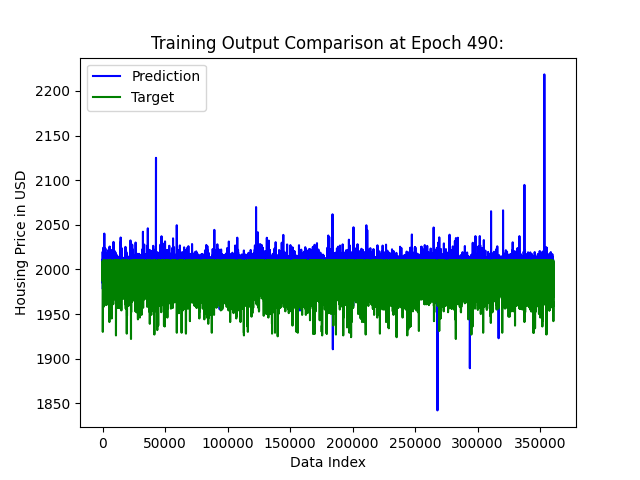 Training Output Comparison at Epoch 490:
Prediction
Target
2200
2150
2100
2050
2000
1950
1900
1850
Housing Price in USD
0 50000 100000 150000 200000 250000 300000 350000
Data Index